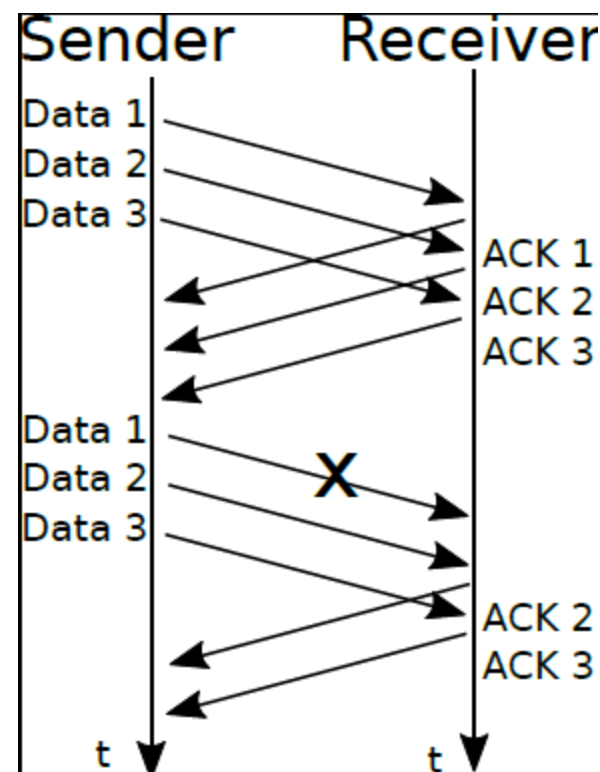 Sender Receiver
Data 1
Data 2
Data 3
ACK 1
ACK 2
ACK 3
Data 1
X
Data 2
Data 3
ACK 2
ACK 3
t t